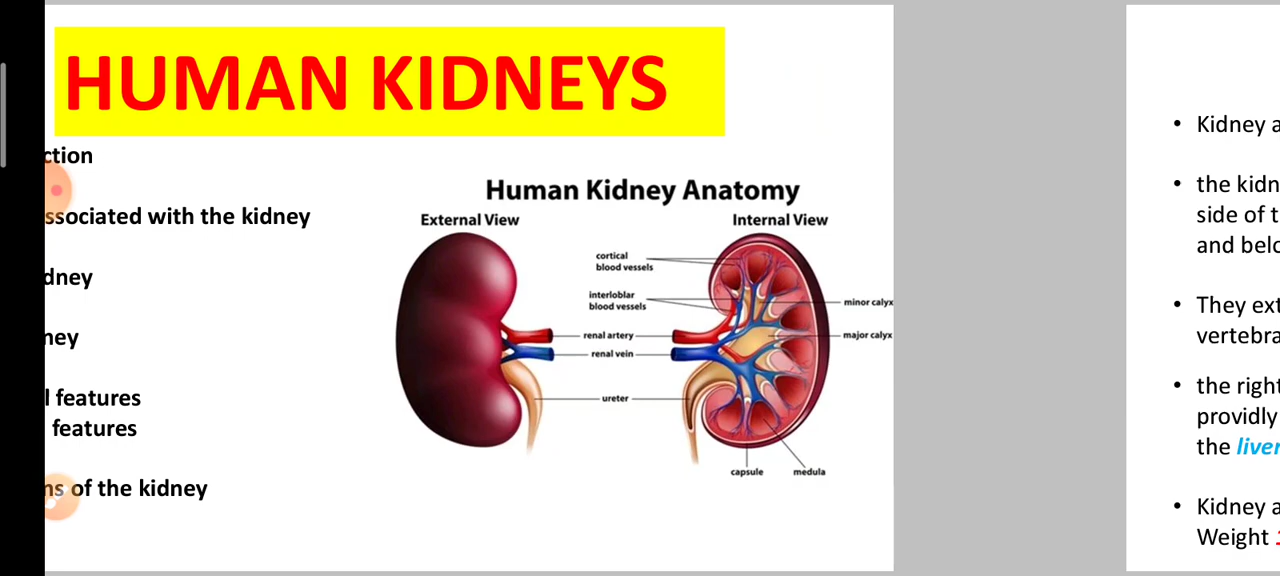 HUMAN KIDNEYS
ction
ssociated with the kidney
dney
ney
l features
features
ns of the kidney
Human Kidney Anatomy
External View
Internal View
cortical
blood vessels
interloblar
blood vessels
minor calyx
renal artery
major calyx
renal vein
ureter
capsule
medula
Kidney a
the kidn
side of t
and belo
They ext
vertebra
the right
providly
the liver
Kidney a
Weight